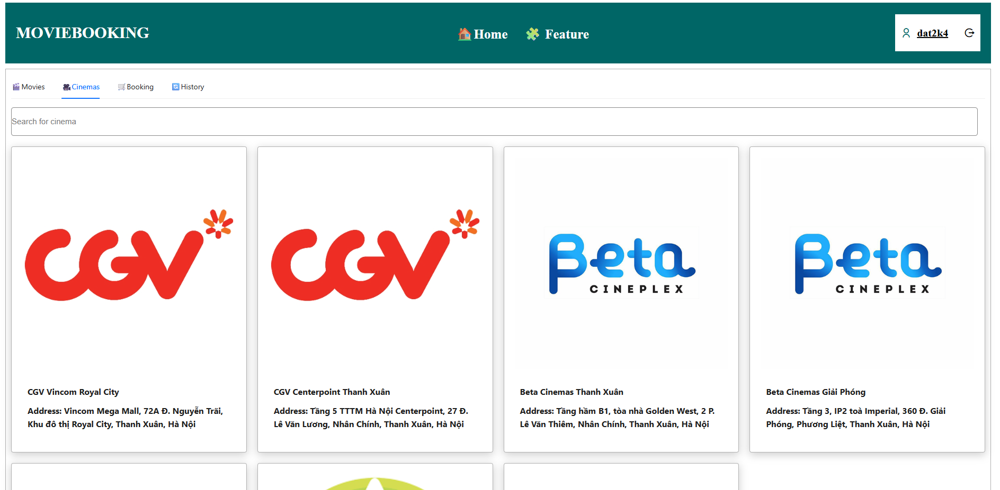 MOVIEBOOKING
Home
Feature
dat2k4
Movies
Cinemas
Booking
History
Search for cinema
CGV
CGV
Beta
CINEPLEX
Beta
CINEPLEX
CGV Vincom Royal City
Address: Vincom Mega Mall, 72A Đ. Nguyễn Trãi,
Khu đô thị Royal City, Thanh Xuân, Hà Nội
CGV Centerpoint Thanh Xuân
Address: Tầng 5 TTTM Hà Nội Centerpoint, 27 Đ.
Lê Văn Lương, Nhân Chính, Thanh Xuân, Hà Nội
Beta Cinemas Thanh Xuân
Address: Tầng hầm B1, tòa nhà Golden West, 2 P.
Lê Văn Thiêm, Nhân Chính, Thanh Xuân, Hà Nội
Beta Cinemas Giải Phóng
Address: Tầng 3, IP2 toà Imperial, 360 Đ. Giải
Phóng, Phương Liệt, Thanh Xuân, Hà Nội